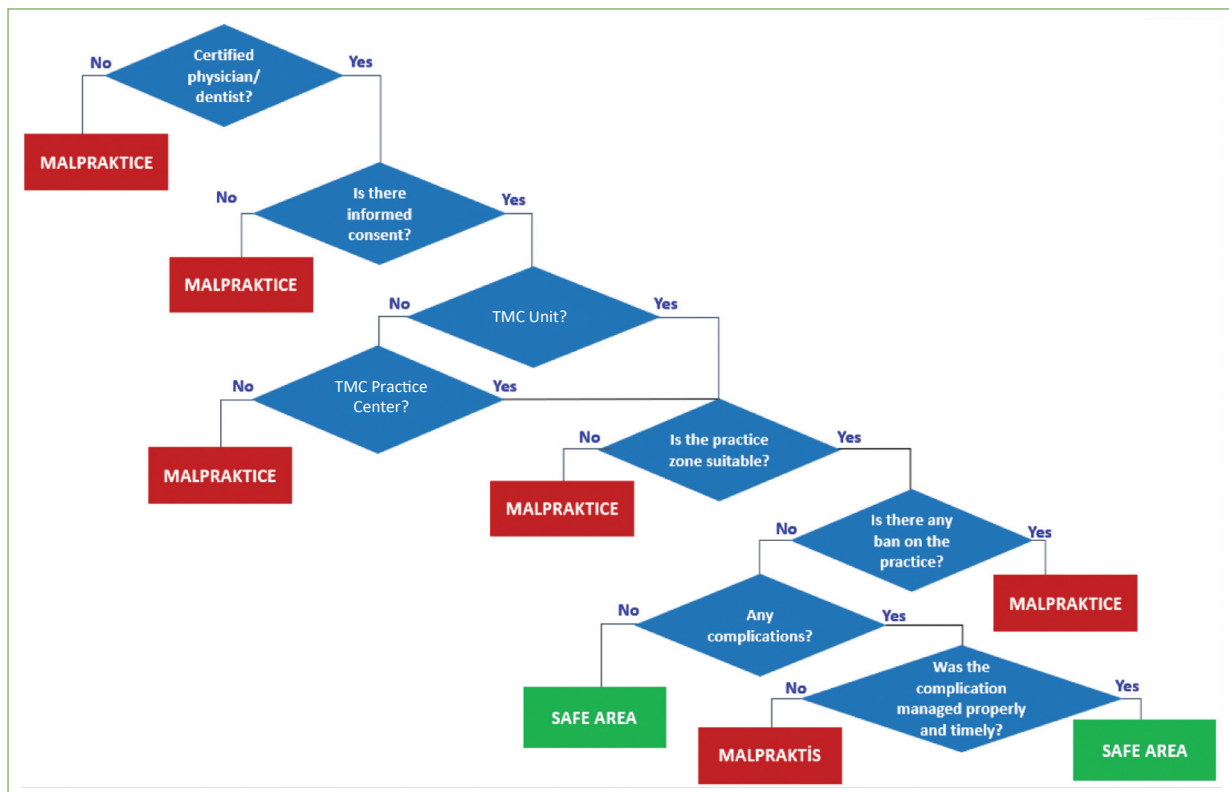 Certified
physician/
dentist?
No
Yes
MALPRAKTICE
Is there
informed
consent?
No
Yes
MALPRAKTICE
TMC Unit?
No
Yes
TMC Practice
Center?
No
Yes
MALPRAKTICE
Is the practice
zone suitable?
No
Yes
MALPRAKTICE
Is there any
ban on the
practice?
No
Yes
MALPRAKTICE
Any
complications?
No
Yes
SAFE AREA
Was the
complication
managed properly
and timely?
No
Yes
MALPRAKTİS
SAFE AREA